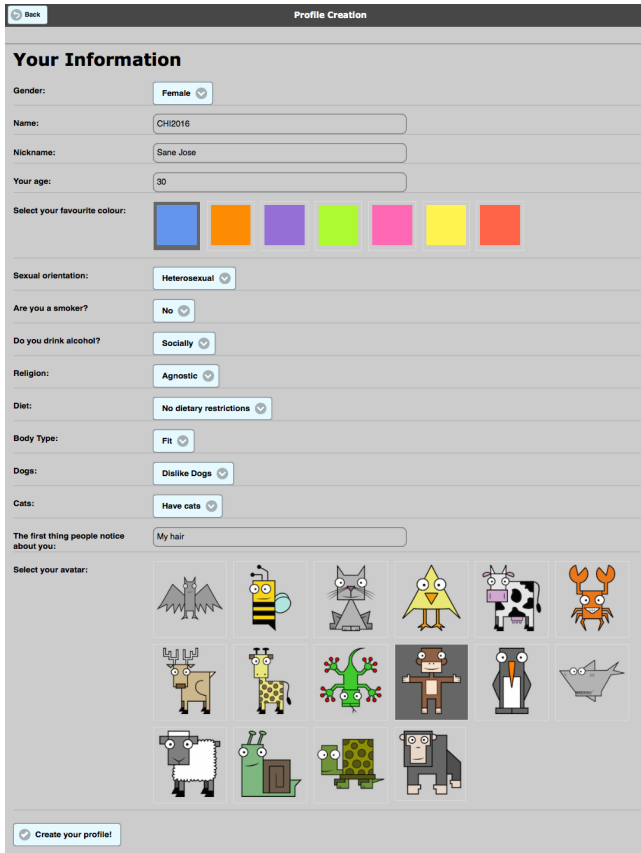 Back
Profile Creation
Your Information
Gender: Female
Name: CHI2016
Nickname: Sane Jose
Your age: 30
Select your favourite colour:
Sexual orientation: Heterosexual
Are you a smoker? No
Do you drink alcohol? Socially
Religion: Agnostic
Diet: No dietary restrictions
Body Type: Fit
Dogs: Dislike Dogs
Cats: Have cats
The first thing people notice
about you:
My hair
Select your avatar:
Create your profile!